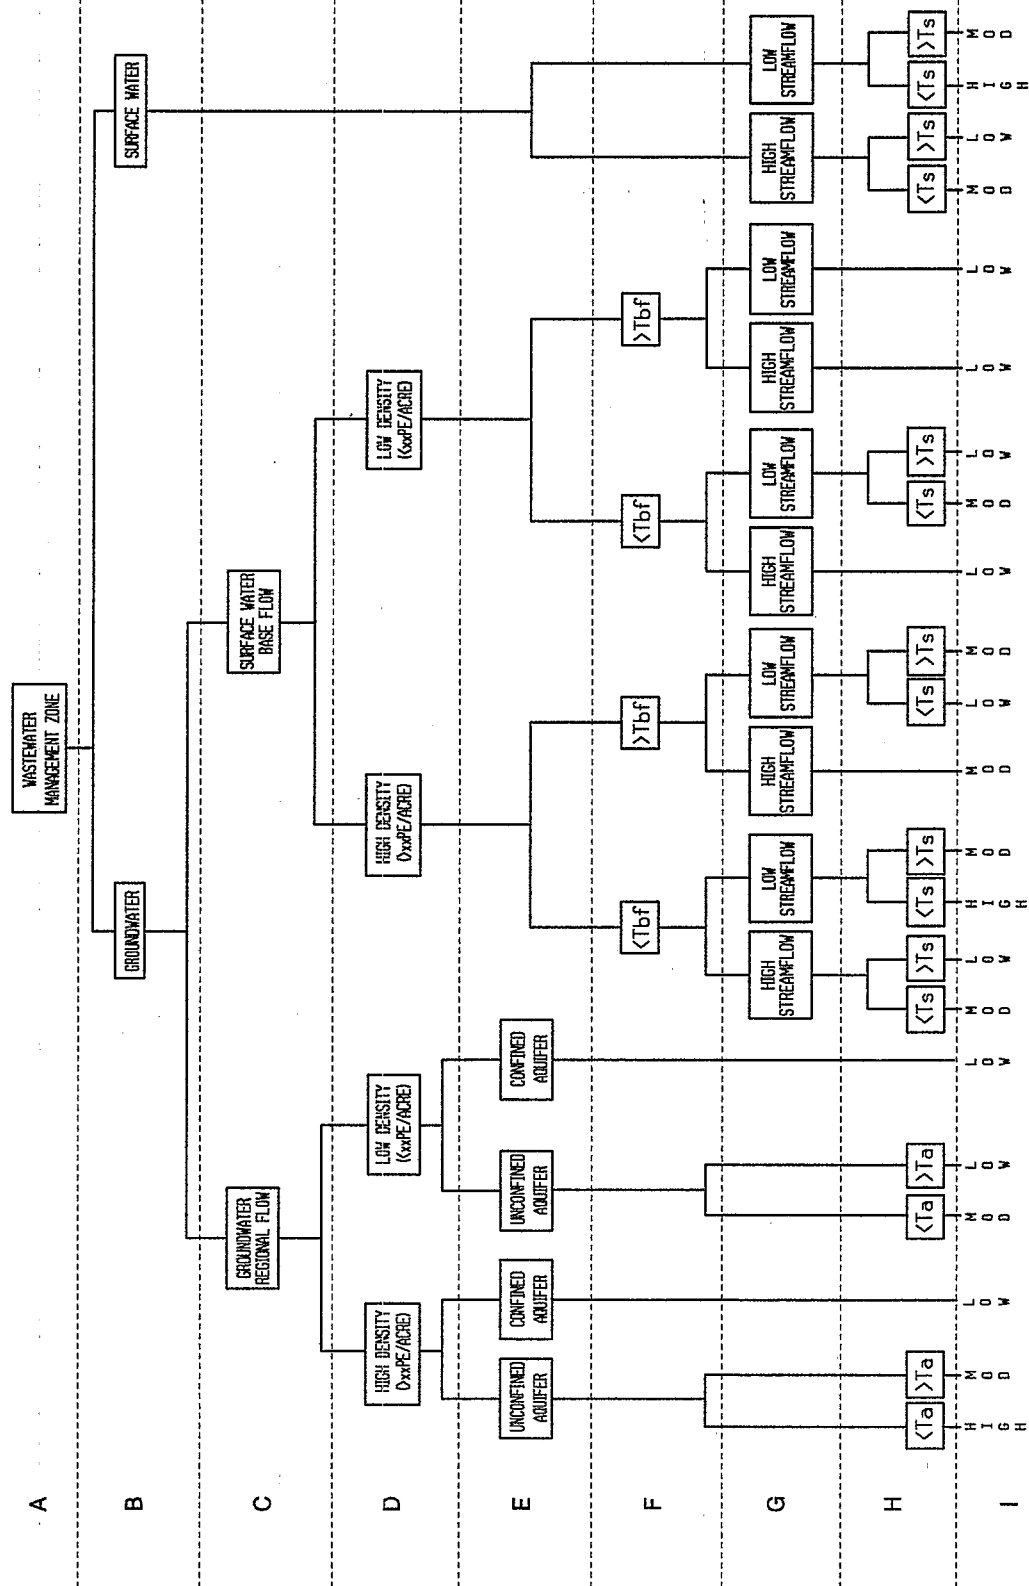 A
WASTEWATER
MANAGEMENT ZONE
B
GROUNDWATER
SURFACE WATER
C
GROUNDWATER
REGIONAL FLOW
SURFACE WATER
BASE FLOW
D
HIGH DENSITY
(>xxPE/ACRE)
LOW DENSITY
(<xxPE/ACRE)
HIGH DENSITY
(>xxPE/ACRE)
LOW DENSITY
(<xxPE/ACRE)
E
UNCONFINED
AQUIFER
CONFINED
AQUIFER
UNCONFINED
AQUIFER
CONFINED
AQUIFER
F
<Tbf
>Tbf
<Tbf
>Tbf
G
HIGH
STREAMFLOW
LOW
STREAMFLOW
HIGH
STREAMFLOW
LOW
STREAMFLOW
HIGH
STREAMFLOW
LOW
STREAMFLOW
HIGH
STREAMFLOW
LOW
STREAMFLOW
HIGH
STREAMFLOW
LOW
STREAMFLOW
H
<Ta
>Ta
<Ta
>Ta
<Ts
>Ts
<Ts
>Ts
<Ts
>Ts
<Ts
>Ts
<Ts
>Ts
<Ts
>Ts
I
HIGH
MOD
LOW
MOD
LOW
LOW
MOD
LOW
HIGH
MOD
MOD
LOW
MOD
LOW
MOD
LOW
LOW
LOW
MOD
LOW
HIGH
MOD